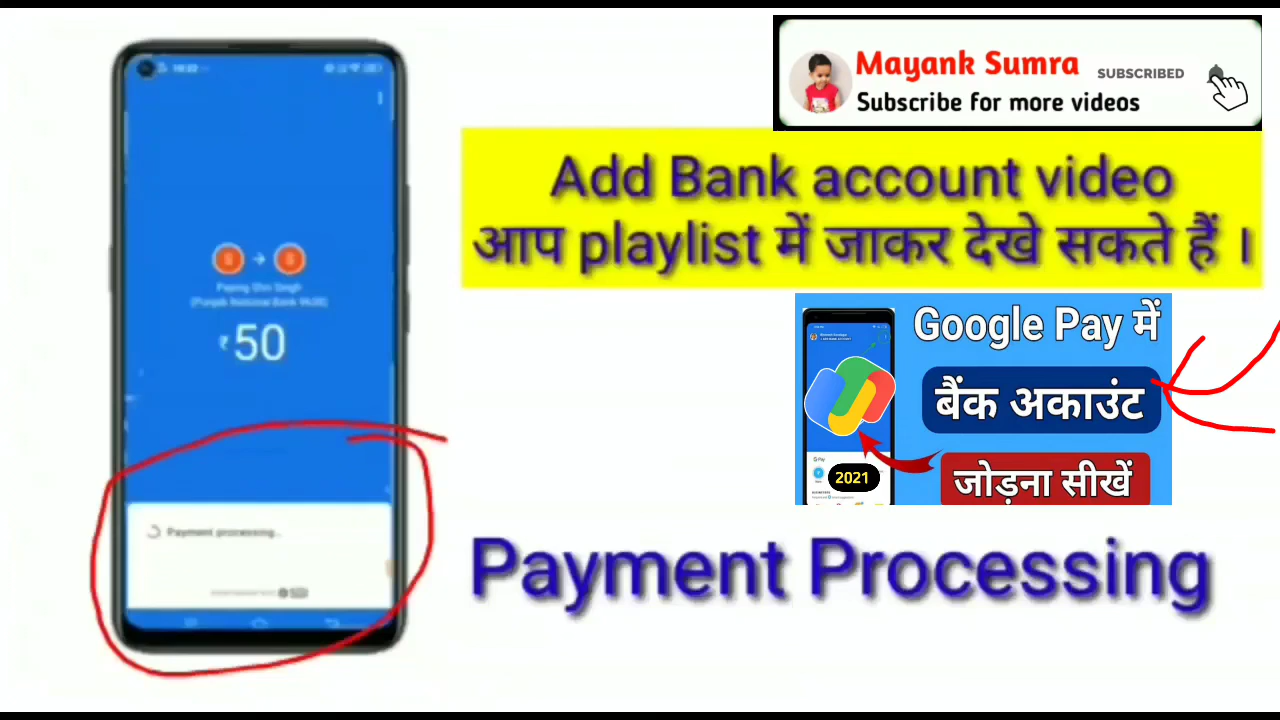 Mayank Sumra
SUBSCRIBED
Subscribe for more videos
Add Bank account video
आप playlist में जाकर देखे सकते हैं ।
₹50
Google Pay में
बैंक अकाउंट
जोड़ना सीखें
2021
Payment processing...
Payment Processing